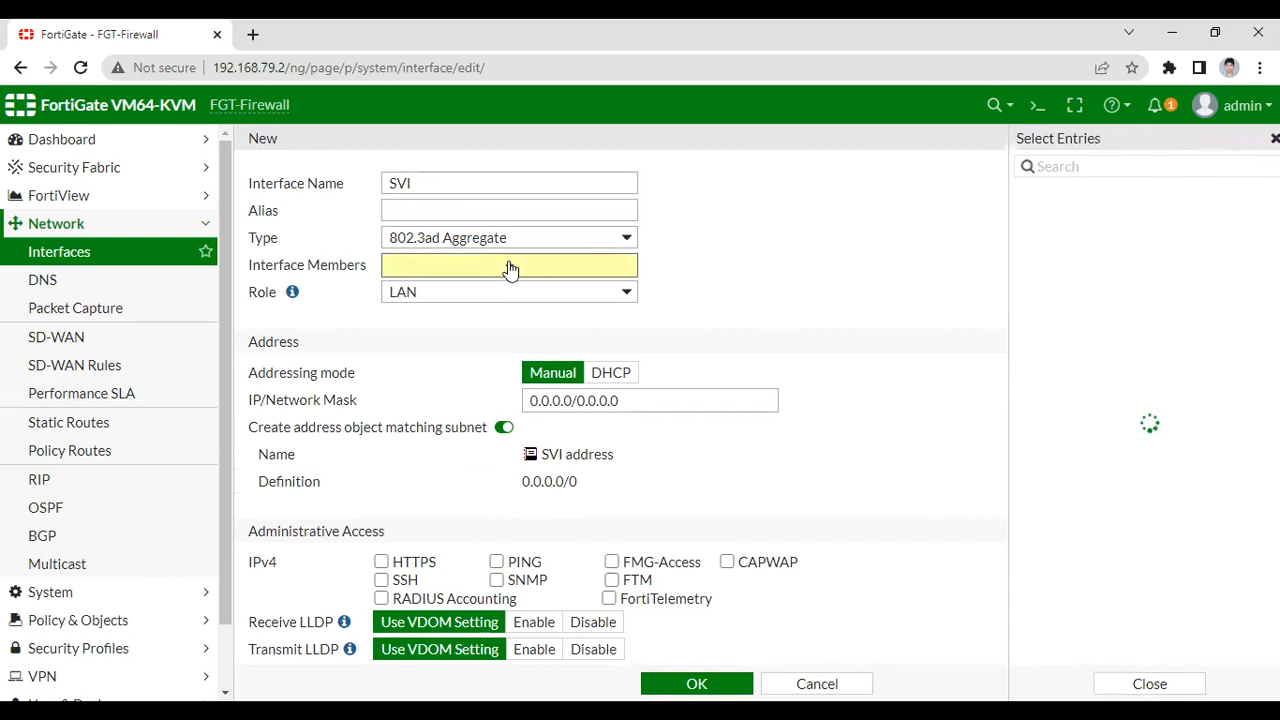 FortiGate - FGT-Firewall
Not secure 192.168.79.2/ng/page/p/system/interface/edit/
FortiGate VM64-KVM FGT-Firewall 1 admin
Dashboard
Security Fabric
FortiView
Network
Interfaces
DNS
Packet Capture
SD-WAN
SD-WAN Rules
Performance SLA
Static Routes
Policy Routes
RIP
OSPF
BGP
Multicast
System
Policy & Objects
Security Profiles
VPN
New
Interface Name SVI
Alias
Type 802.3ad Aggregate
Interface Members
Role LAN
Address
Addressing mode Manual DHCP
IP/Network Mask 0.0.0.0/0.0.0.0
Create address object matching subnet
Name SVI address
Definition 0.0.0.0/0
Administrative Access
IPv4 HTTPS PING FMG-Access CAPWAP
SSH SNMP FTM
RADIUS Accounting FortiTelemetry
Receive LLDP Use VDOM Setting Enable Disable
Transmit LLDP Use VDOM Setting Enable Disable
OK Cancel
Select Entries
Search
Close